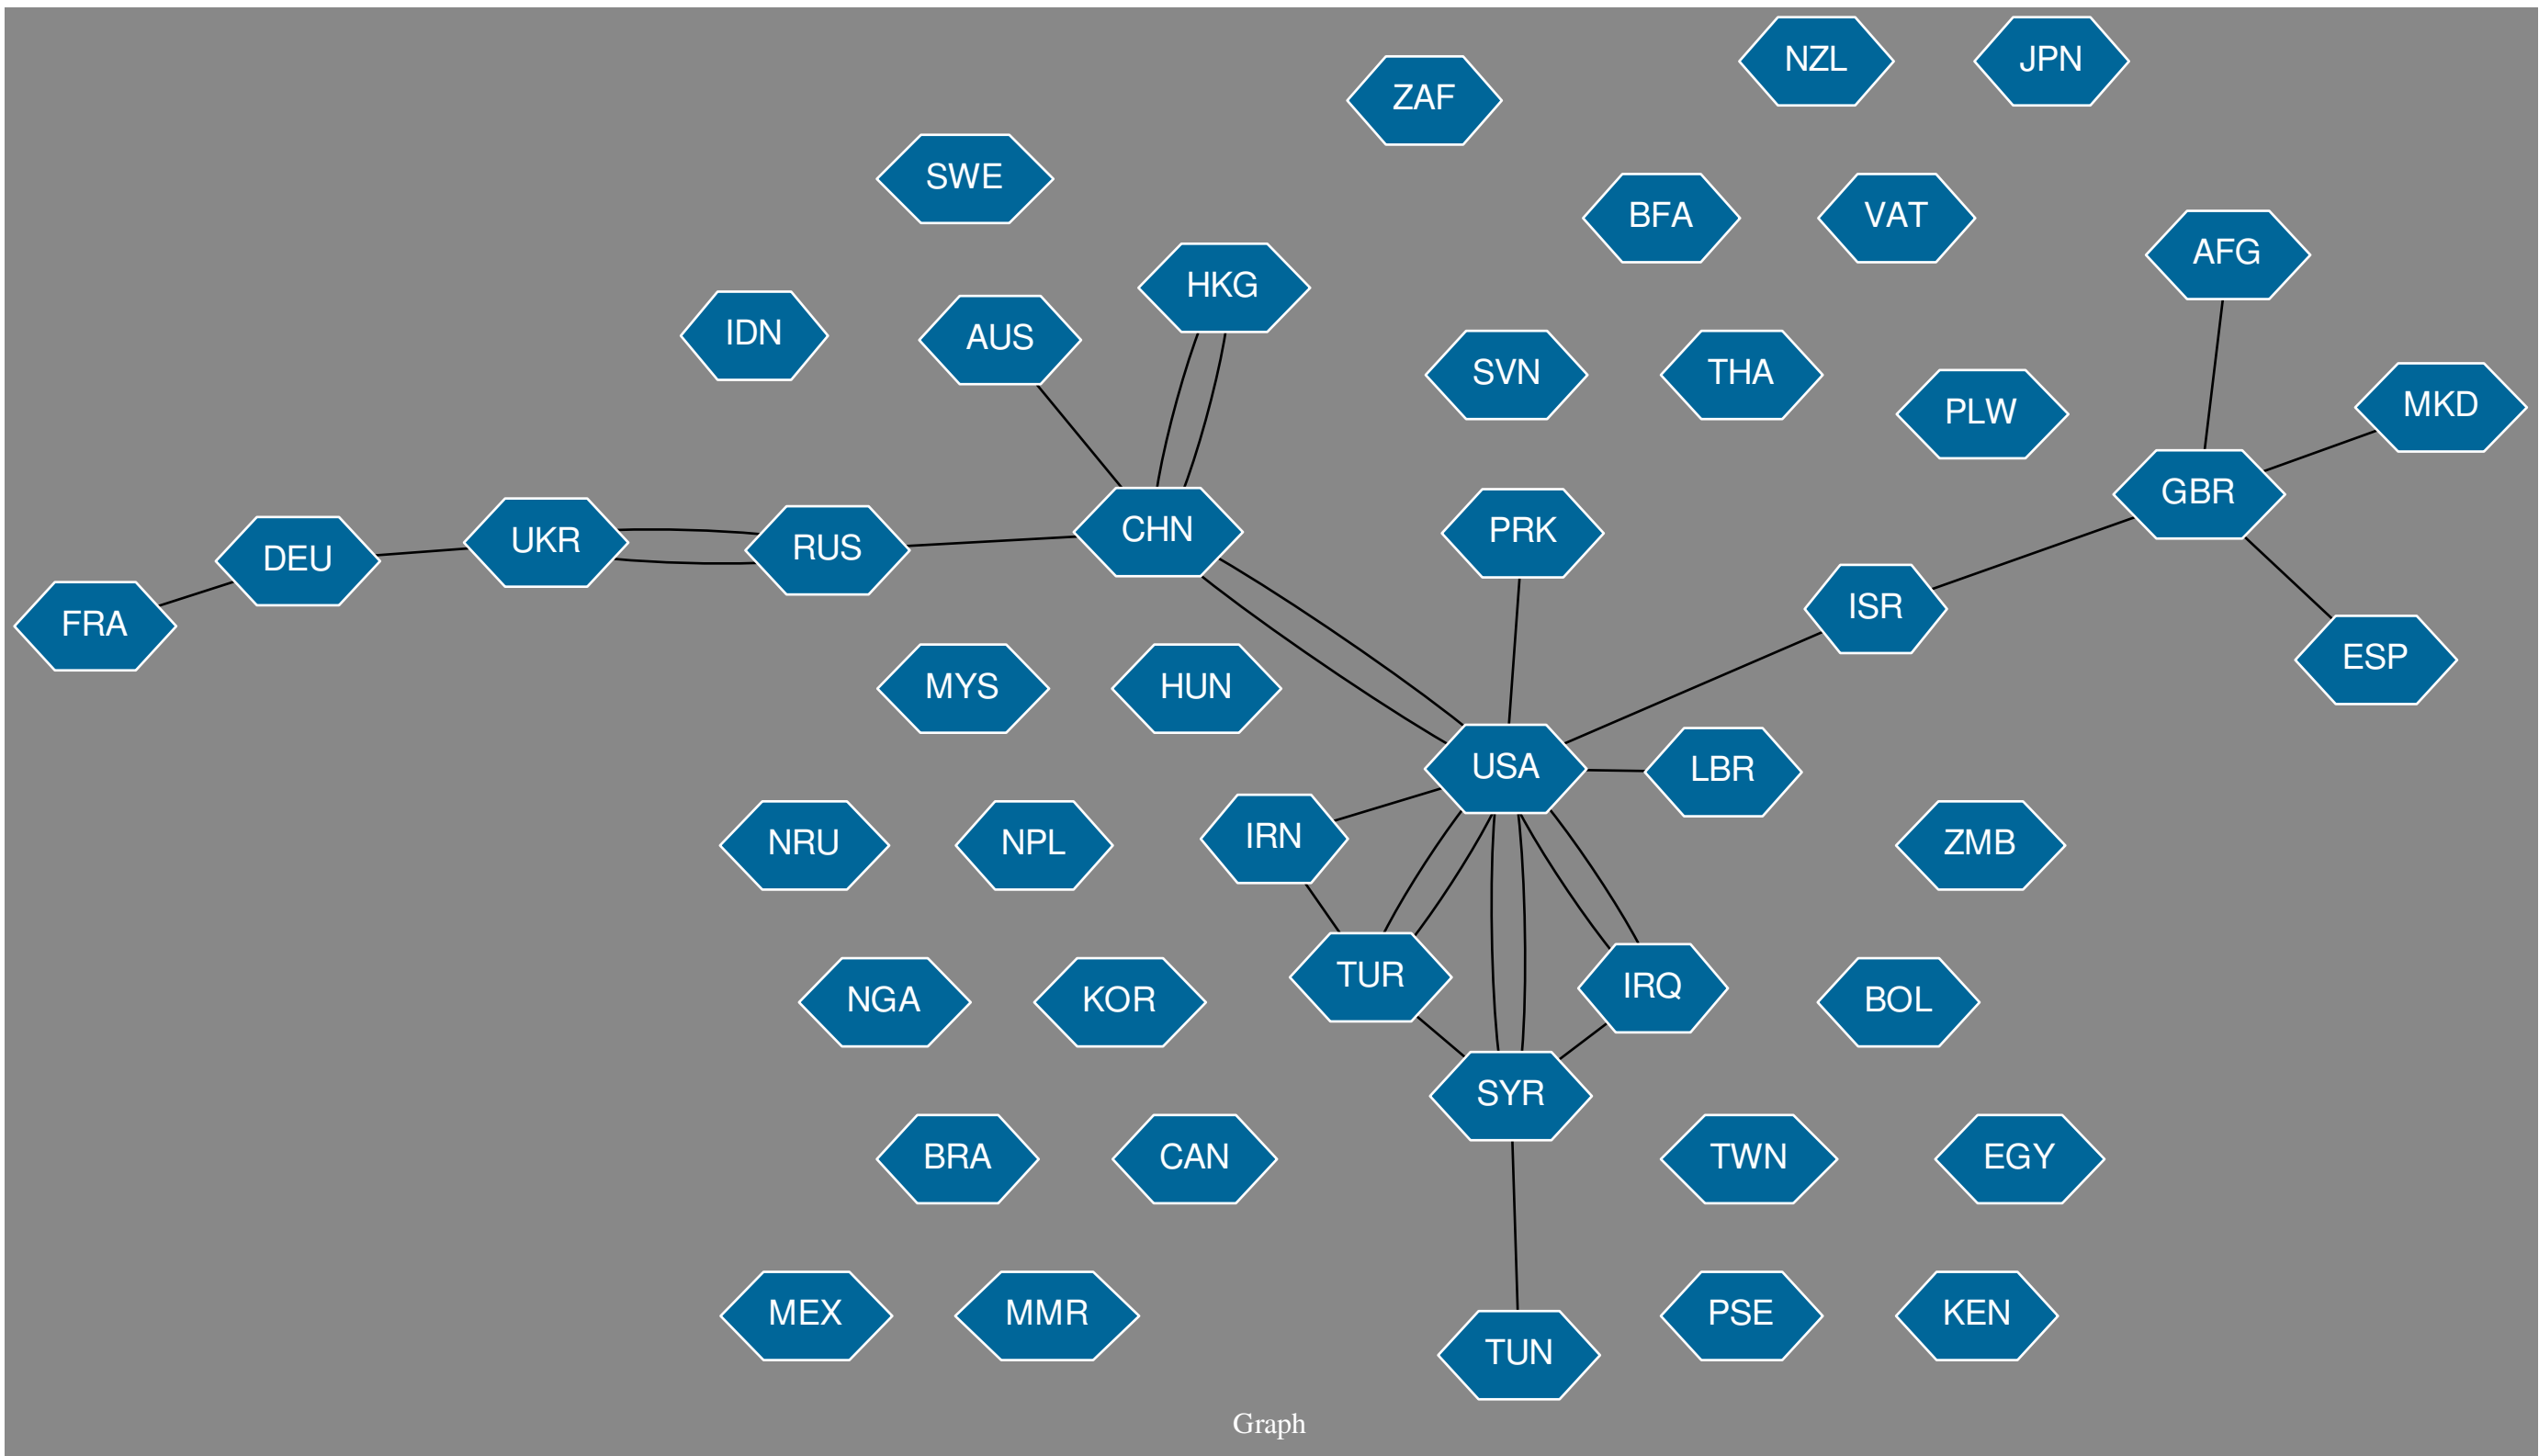 NZL
JPN
ZAF
SWE
BFA
VAT
AFG
HKG
IDN
AUS
SVN
THA
PLW
MKD
GBR
CHN
PRK
UKR
RUS
DEU
FRA
ISR
ESP
MYS
HUN
USA
LBR
IRN
NRU
NPL
ZMB
TUR
IRQ
NGA
KOR
BOL
SYR
BRA
CAN
TWN
EGY
MEX
MMR
PSE
KEN
TUN
Graph